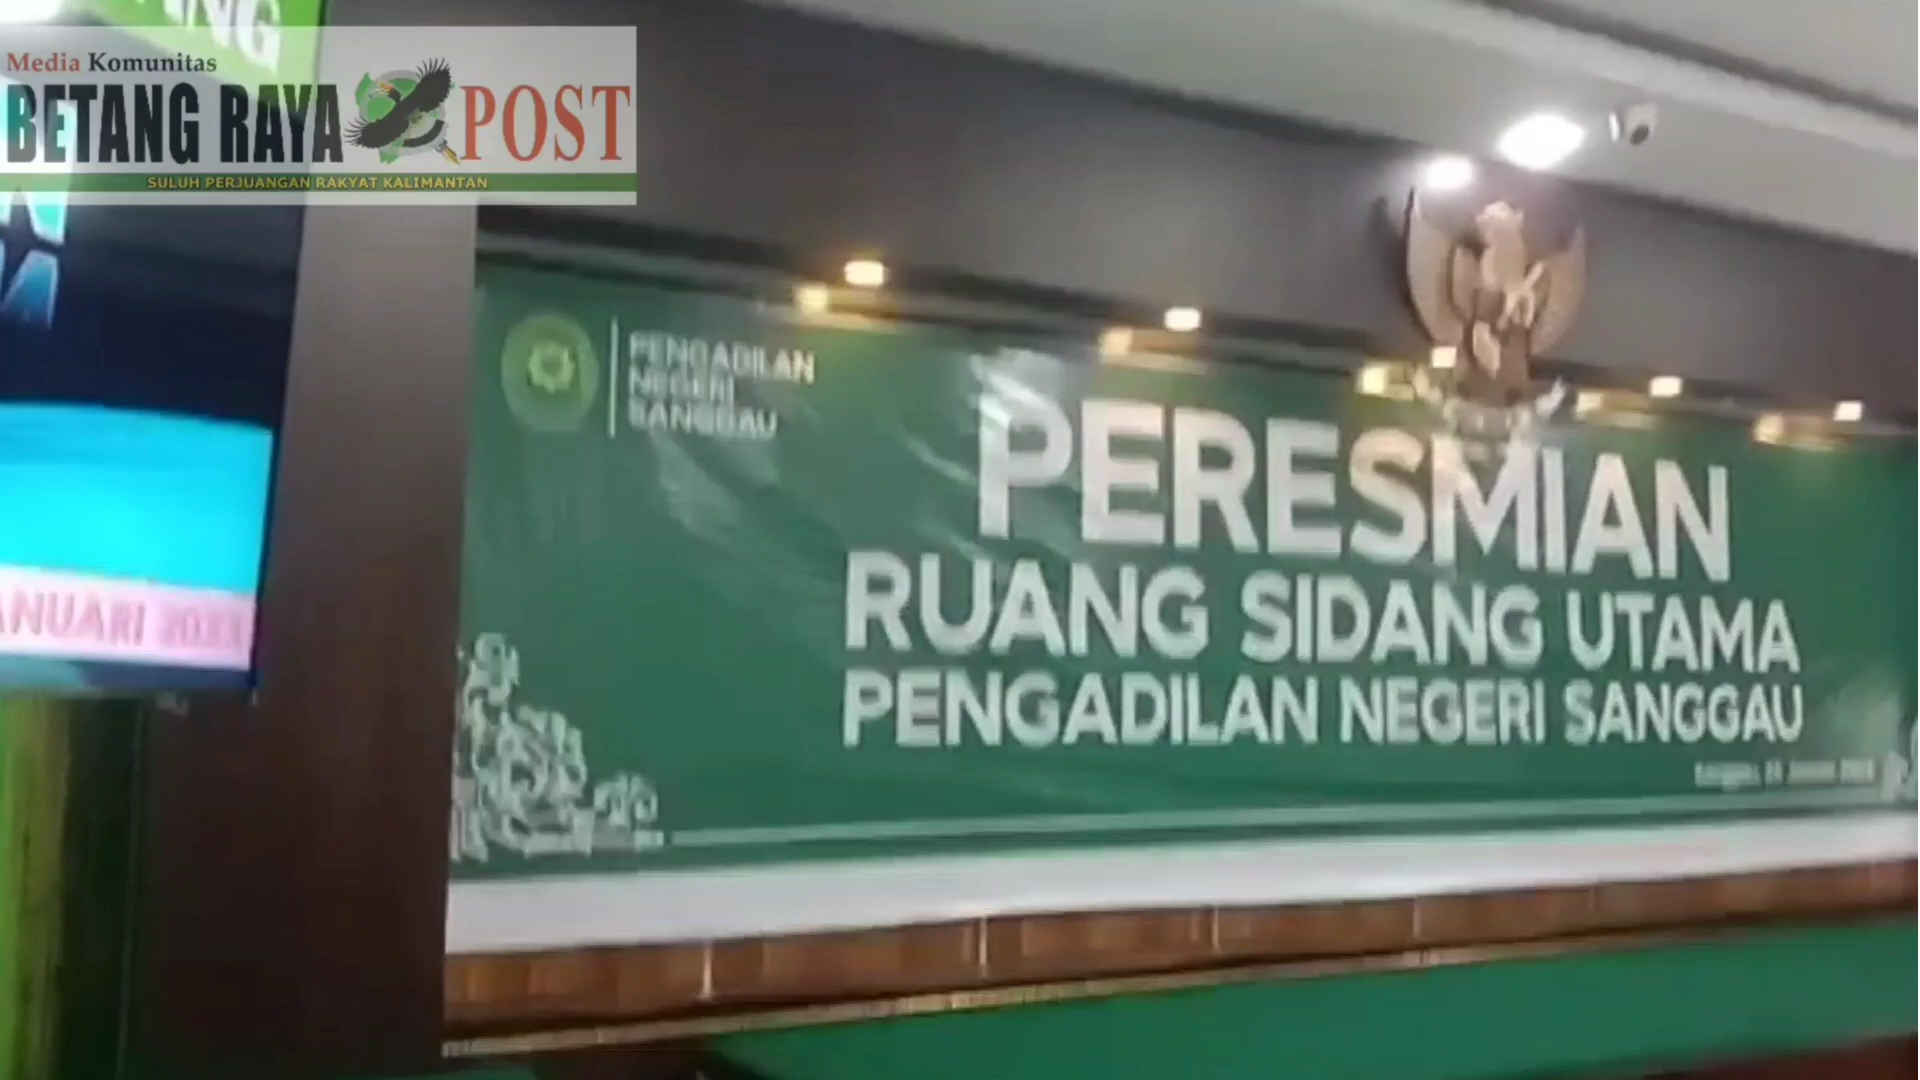 Media Komunitas
BETANG RAYA POST
SULUH PERJUANGAN RAKYAT KALIMANTAN
PENGADILAN
NEGERI
SANGGAU
PERESMIAN
RUANG SIDANG UTAMA
PENGADILAN NEGERI SANGGAU